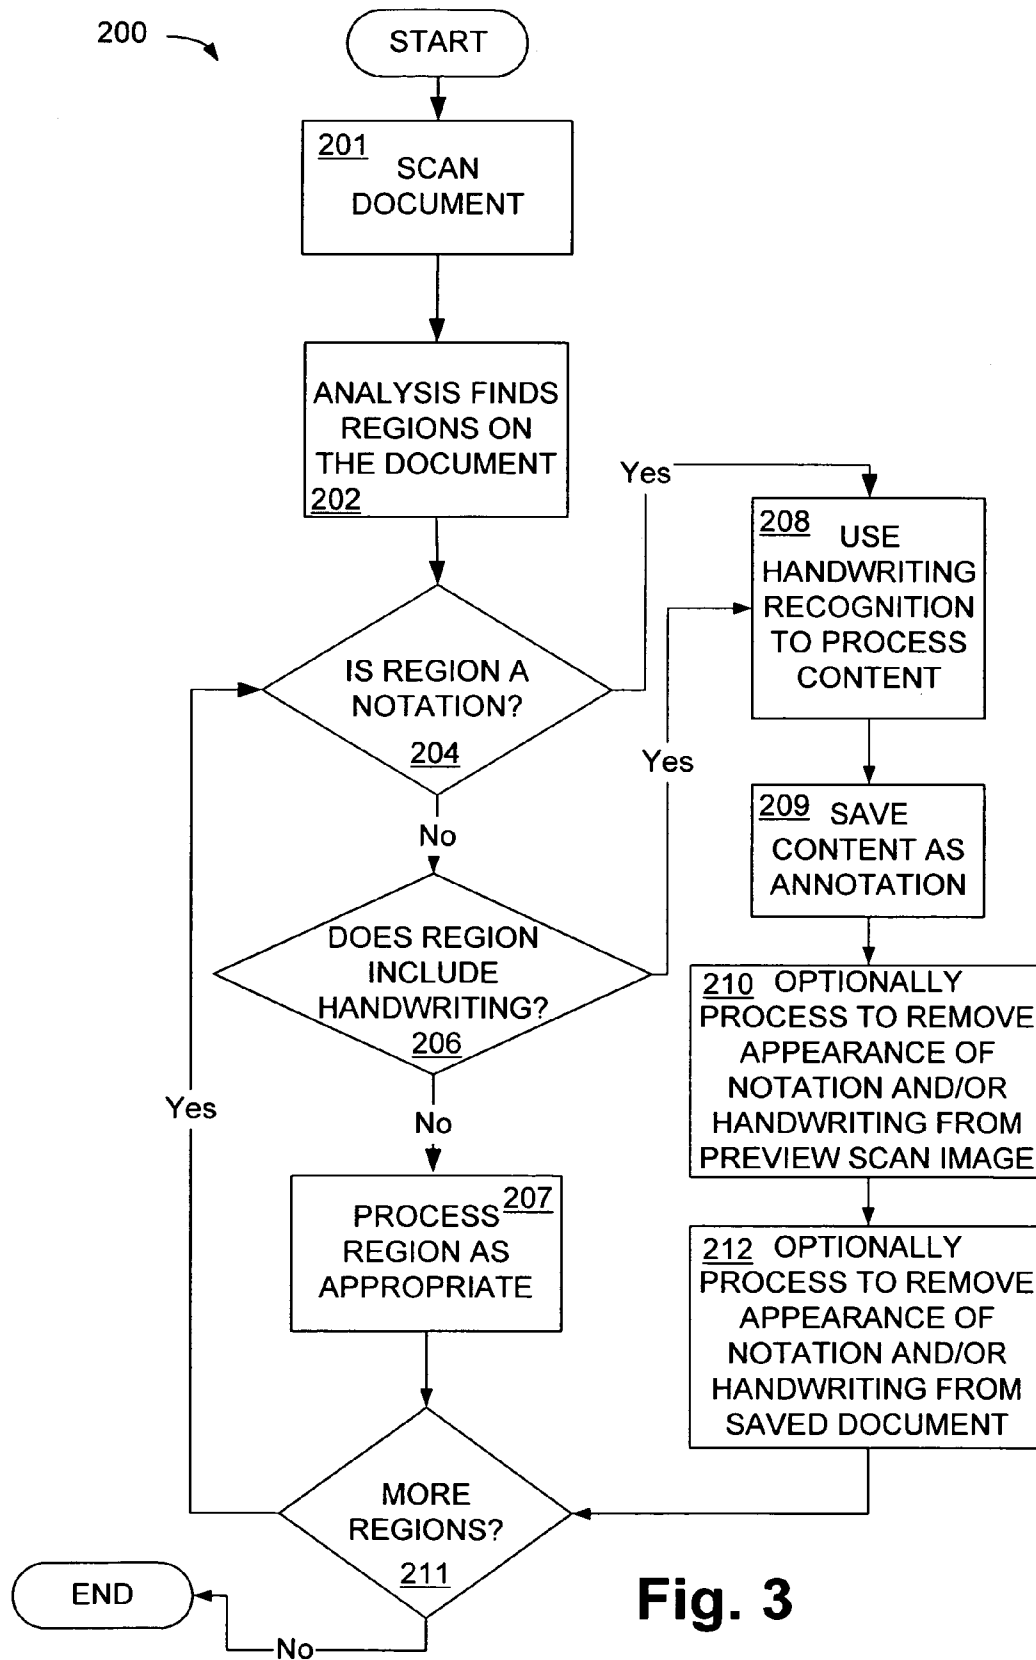 200
START
201
SCAN
DOCUMENT
ANALYSIS FINDS
REGIONS ON
THE DOCUMENT
202
IS REGION A
NOTATION?
204
Yes
No
DOES REGION
INCLUDE
HANDWRITING?
206
Yes
No
207
PROCESS
REGION AS
APPROPRIATE
MORE
REGIONS?
211
Yes
No
END
208 USE
HANDWRITING
RECOGNITION
TO PROCESS
CONTENT
209 SAVE
CONTENT AS
ANNOTATION
210 OPTIONALLY
PROCESS TO REMOVE
APPEARANCE OF
NOTATION AND/OR
HANDWRITING FROM
PREVIEW SCAN IMAGE
212 OPTIONALLY
PROCESS TO REMOVE
APPEARANCE OF
NOTATION AND/OR
HANDWRITING FROM
SAVED DOCUMENT
Fig. 3